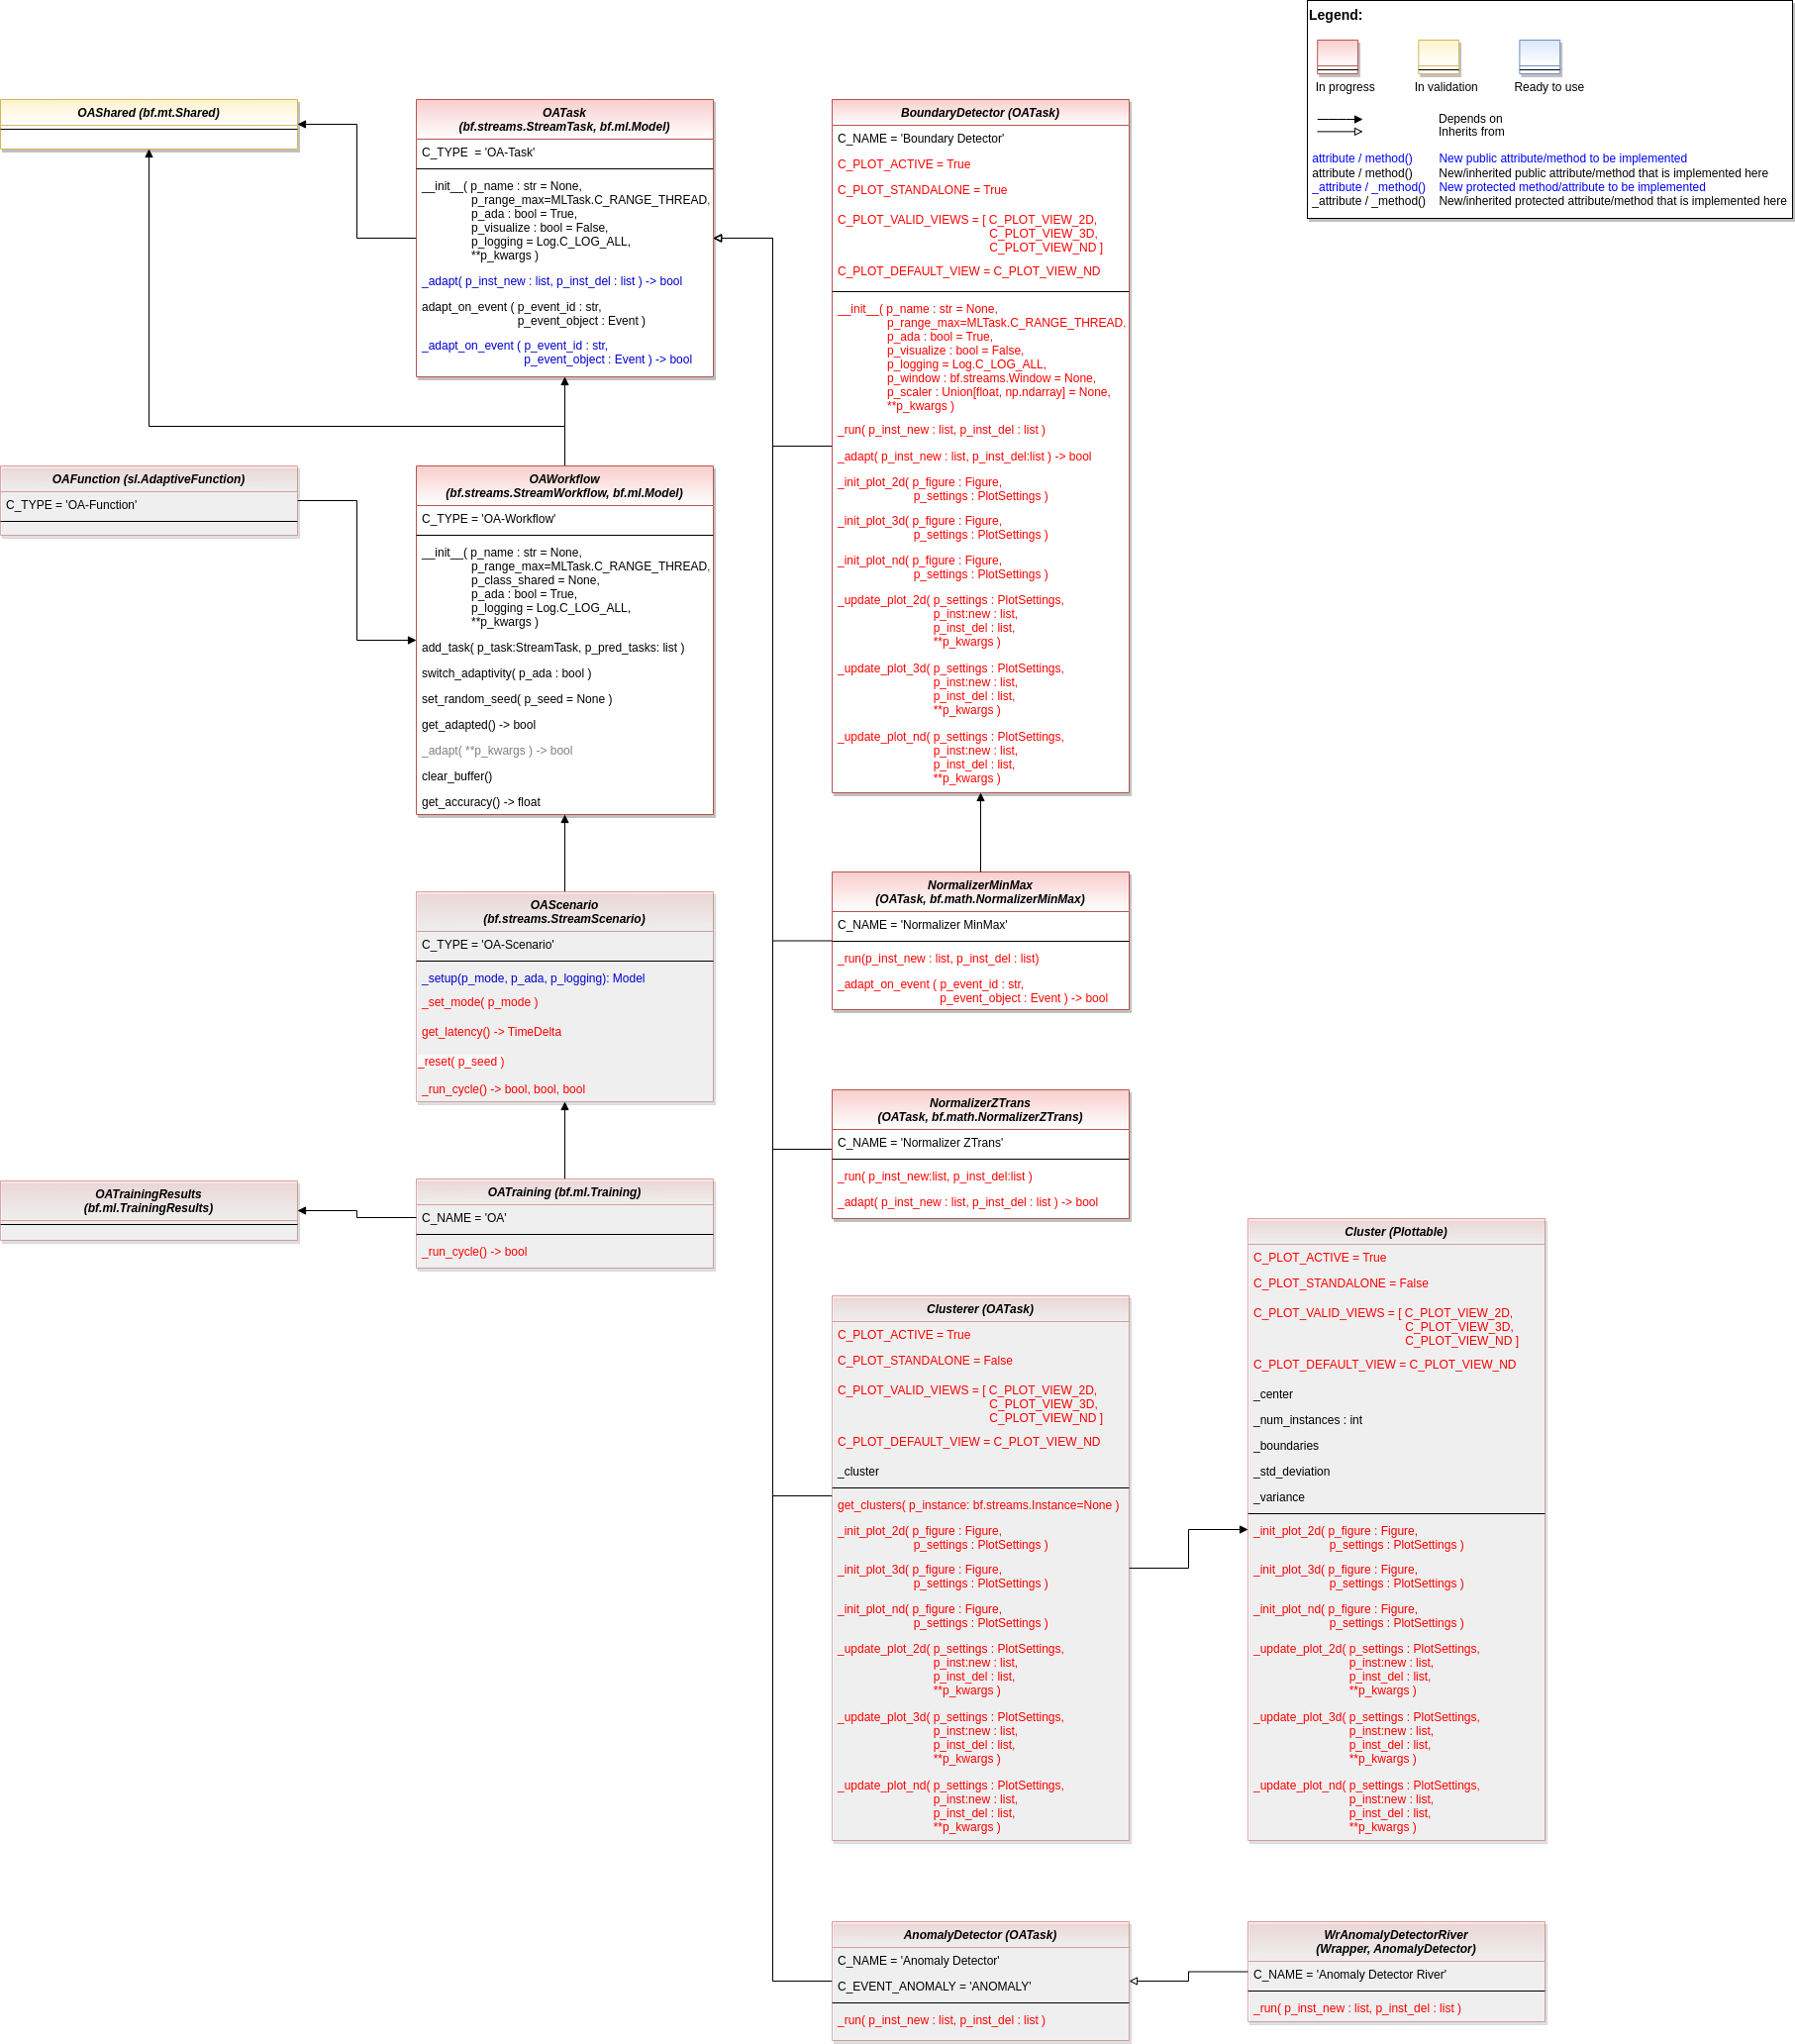 Legend:
In progress
In validation
Ready to use
Depends on
Inherits from
attribute / method() New public attribute/method to be implemented
attribute / method() New/inherited public attribute/method that is implemented here
_attribute / _method() New protected method/attribute to be implemented
_attribute / _method() New/inherited protected attribute/method that is implemented here
OAShared (bf.mt.Shared)
OATask
(bf.streams.StreamTask, bf.ml.Model)
C_TYPE = 'OA-Task'
__init__( p_name : str = None,
p_range_max=MLTask.C_RANGE_THREAD,
p_ada : bool = True,
p_visualize : bool = False,
p_logging = Log.C_LOG_ALL,
**p_kwargs )
_adapt( p_inst_new : list, p_inst_del : list ) -> bool
adapt_on_event ( p_event_id : str,
p_event_object : Event )
_adapt_on_event ( p_event_id : str,
p_event_object : Event ) -> bool
OAFunction (sl.AdaptiveFunction)
C_TYPE = 'OA-Function'
OAWorkflow
(bf.streams.StreamWorkflow, bf.ml.Model)
C_TYPE = 'OA-Workflow'
__init__( p_name : str = None,
p_range_max=MLTask.C_RANGE_THREAD,
p_class_shared = None,
p_ada : bool = True,
p_logging = Log.C_LOG_ALL,
**p_kwargs )
add_task( p_task:StreamTask, p_pred_tasks: list )
switch_adaptivity( p_ada : bool )
set_random_seed( p_seed = None )
get_adapted() -> bool
_adapt( **p_kwargs ) -> bool
clear_buffer()
get_accuracy() -> float
OAScenario
(bf.streams.StreamScenario)
C_TYPE = 'OA-Scenario'
_setup(p_mode, p_ada, p_logging): Model
_set_mode( p_mode )
get_latency() -> TimeDelta
_reset( p_seed )
_run_cycle() -> bool, bool, bool
OATrainingResults
(bf.ml.TrainingResults)
OATraining (bf.ml.Training)
C_NAME = 'OA'
_run_cycle() -> bool
BoundaryDetector (OATask)
C_NAME = 'Boundary Detector'
C_PLOT_ACTIVE = True
C_PLOT_STANDALONE = True
C_PLOT_VALID_VIEWS = [ C_PLOT_VIEW_2D,
C_PLOT_VIEW_3D,
C_PLOT_VIEW_ND ]
C_PLOT_DEFAULT_VIEW = C_PLOT_VIEW_ND
__init__( p_name : str = None,
p_range_max=MLTask.C_RANGE_THREAD,
p_ada : bool = True,
p_visualize : bool = False,
p_logging = Log.C_LOG_ALL,
p_window : bf.streams.Window = None,
p_scaler : Union[float, np.ndarray] = None,
**p_kwargs )
_run( p_inst_new : list, p_inst_del : list )
_adapt( p_inst_new : list, p_inst_del:list ) -> bool
_init_plot_2d( p_figure : Figure,
p_settings : PlotSettings )
_init_plot_3d( p_figure : Figure,
p_settings : PlotSettings )
_init_plot_nd( p_figure : Figure,
p_settings : PlotSettings )
_update_plot_2d( p_settings : PlotSettings,
p_inst:new : list,
p_inst_del : list,
**p_kwargs )
_update_plot_3d( p_settings : PlotSettings,
p_inst:new : list,
p_inst_del : list,
**p_kwargs )
_update_plot_nd( p_settings : PlotSettings,
p_inst:new : list,
p_inst_del : list,
**p_kwargs )
NormalizerMinMax
(OATask, bf.math.NormalizerMinMax)
C_NAME = 'Normalizer MinMax'
_run(p_inst_new : list, p_inst_del : list)
_adapt_on_event ( p_event_id : str,
p_event_object : Event ) -> bool
NormalizerZTrans
(OATask, bf.math.NormalizerZTrans)
C_NAME = 'Normalizer ZTrans'
_run( p_inst_new:list, p_inst_del:list )
_adapt( p_inst_new : list, p_inst_del : list ) -> bool
Clusterer (OATask)
C_PLOT_ACTIVE = True
C_PLOT_STANDALONE = False
C_PLOT_VALID_VIEWS = [ C_PLOT_VIEW_2D,
C_PLOT_VIEW_3D,
C_PLOT_VIEW_ND ]
C_PLOT_DEFAULT_VIEW = C_PLOT_VIEW_ND
_cluster
get_clusters( p_instance: bf.streams.Instance=None )
_init_plot_2d( p_figure : Figure,
p_settings : PlotSettings )
_init_plot_3d( p_figure : Figure,
p_settings : PlotSettings )
_init_plot_nd( p_figure : Figure,
p_settings : PlotSettings )
_update_plot_2d( p_settings : PlotSettings,
p_inst:new : list,
p_inst_del : list,
**p_kwargs )
_update_plot_3d( p_settings : PlotSettings,
p_inst:new : list,
p_inst_del : list,
**p_kwargs )
_update_plot_nd( p_settings : PlotSettings,
p_inst:new : list,
p_inst_del : list,
**p_kwargs )
Cluster (Plottable)
C_PLOT_ACTIVE = True
C_PLOT_STANDALONE = False
C_PLOT_VALID_VIEWS = [ C_PLOT_VIEW_2D,
C_PLOT_VIEW_3D,
C_PLOT_VIEW_ND ]
C_PLOT_DEFAULT_VIEW = C_PLOT_VIEW_ND
_center
_num_instances : int
_boundaries
_std_deviation
_variance
_init_plot_2d( p_figure : Figure,
p_settings : PlotSettings )
_init_plot_3d( p_figure : Figure,
p_settings : PlotSettings )
_init_plot_nd( p_figure : Figure,
p_settings : PlotSettings )
_update_plot_2d( p_settings : PlotSettings,
p_inst:new : list,
p_inst_del : list,
**p_kwargs )
_update_plot_3d( p_settings : PlotSettings,
p_inst:new : list,
p_inst_del : list,
**p_kwargs )
_update_plot_nd( p_settings : PlotSettings,
p_inst:new : list,
p_inst_del : list,
**p_kwargs )
AnomalyDetector (OATask)
C_NAME = 'Anomaly Detector'
C_EVENT_ANOMALY = 'ANOMALY'
_run( p_inst_new : list, p_inst_del : list )
WrAnomalyDetectorRiver
(Wrapper, AnomalyDetector)
C_NAME = 'Anomaly Detector River'
_run( p_inst_new : list, p_inst_del : list )